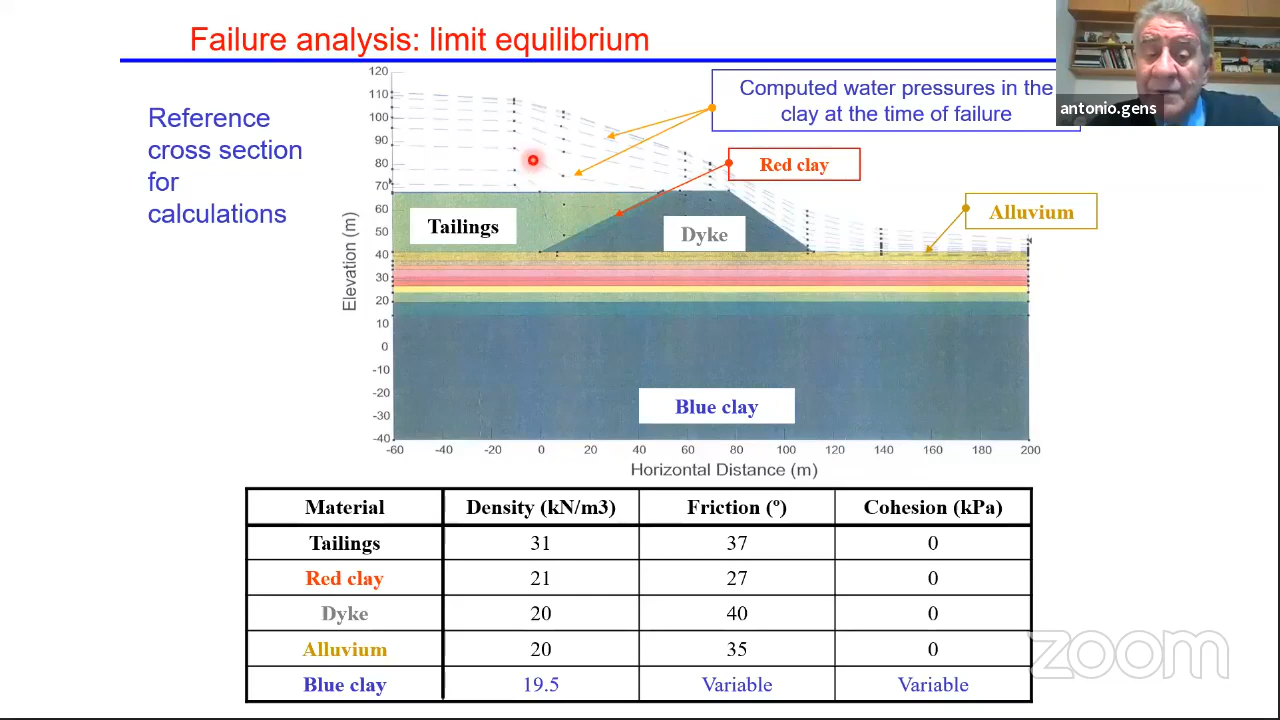 Failure analysis: limit equilibrium
antonio.gens
Reference
cross section
for
calculations
Computed water pressures in the
clay at the time of failure
Red clay
Alluvium
Tailings
Dyke
Blue clay
Elevation (m)
120
110
100
90
80
70
60
50
40
30
20
10
0
-10
-20
-30
-40
-60 -40 -20 0 20 40 60 80 100 120 140 160 180 200
Horizontal Distance (m)
Material Density (kN/m3) Friction (º) Cohesion (kPa)
Tailings 31 37 0
Red clay 21 27 0
Dyke 20 40 0
Alluvium 20 35 0
Blue clay 19.5 Variable Variable
zoom